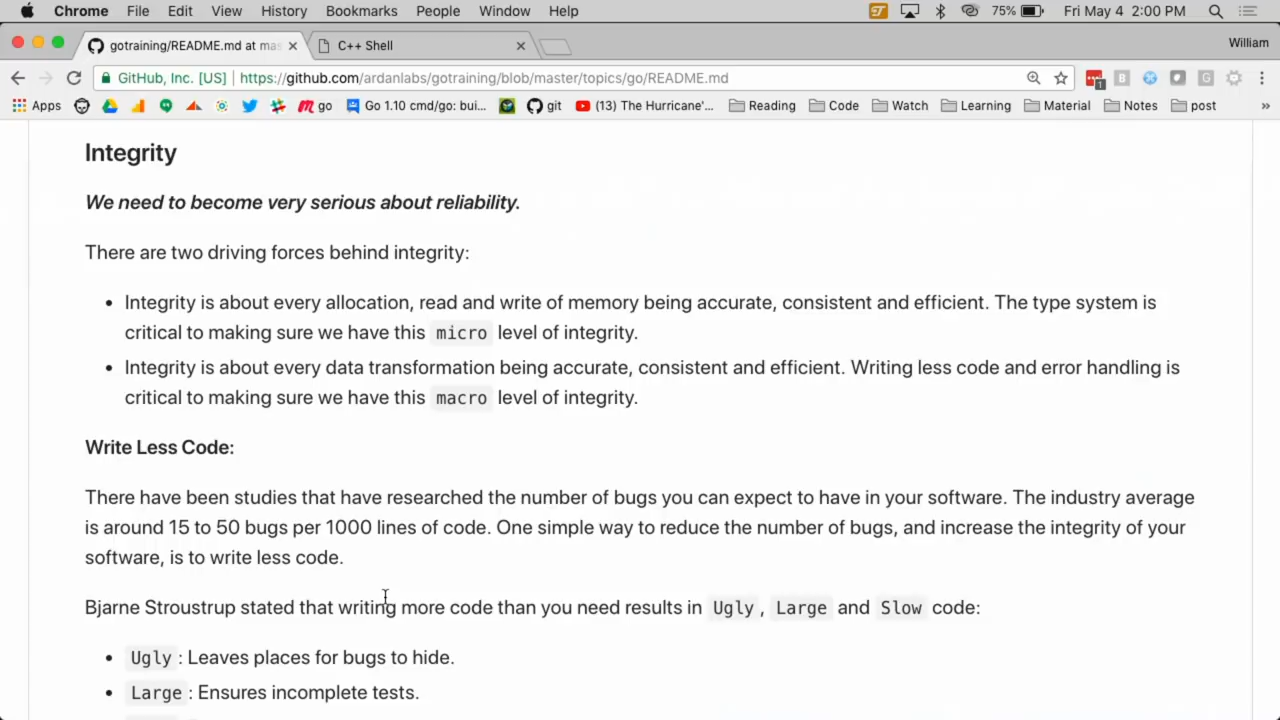 Chrome File Edit View History Bookmarks People Window Help 75% Fri May 4 2:00 PM
gotraining/README.md at mas C++ Shell William
GitHub, Inc. [US] https://github.com/ardanlabs/gotraining/blob/master/topics/go/README.md
Apps go Go 1.10 cmd/go: bui... git (13) The Hurricane'... Reading Code Watch Learning Material Notes post »
Integrity
We need to become very serious about reliability.
There are two driving forces behind integrity:
• Integrity is about every allocation, read and write of memory being accurate, consistent and efficient. The type system is
critical to making sure we have this micro level of integrity.
• Integrity is about every data transformation being accurate, consistent and efficient. Writing less code and error handling is
critical to making sure we have this macro level of integrity.
Write Less Code:
There have been studies that have researched the number of bugs you can expect to have in your software. The industry average
is around 15 to 50 bugs per 1000 lines of code. One simple way to reduce the number of bugs, and increase the integrity of your
software, is to write less code.
Bjarne Stroustrup stated that writing more code than you need results in Ugly, Large and Slow code:
• Ugly: Leaves places for bugs to hide.
• Large: Ensures incomplete tests.